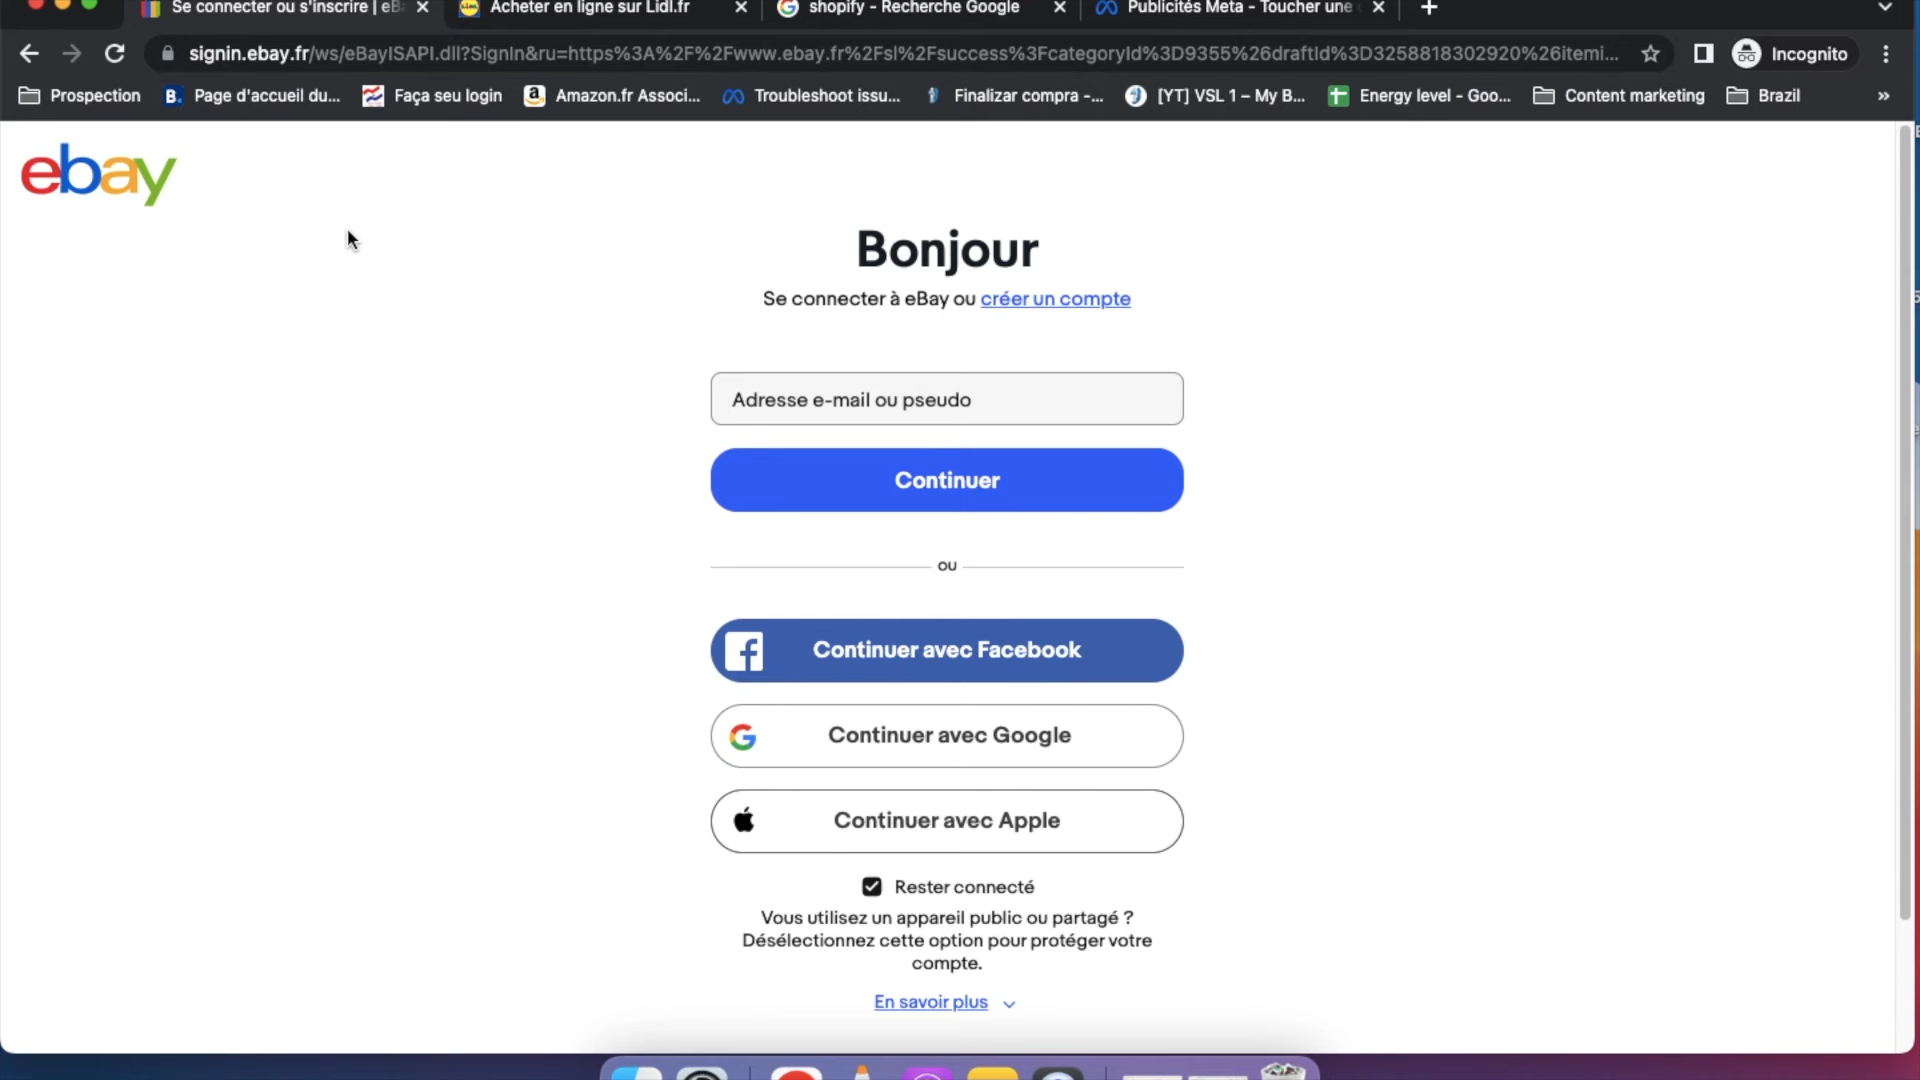 Se connecter ou s'inscrire | eB
Acheter en ligne sur Lidl.fr
shopify - Recherche Google
Publicités Meta - Toucher une
signin.ebay.fr/ws/eBayISAPI.dll?SignIn&ru=https%3A%2F%2Fwww.ebay.fr%2Fsl%2Fsuccess%3FcategoryId%3D9355%26draftId%3D3258818302920%26itemi...
Incognito
Prospection
B.
Page d'accueil du...
Faça seu login
Amazon.fr Associ...
Troubleshoot issu...
Finalizar compra -...
[YT] VSL 1 – My B...
Energy level - Goo...
Content marketing
Brazil
»
ebay
Bonjour
Se connecter à eBay ou créer un compte
Adresse e-mail ou pseudo
Continuer
ou
Continuer avec Facebook
Continuer avec Google
Continuer avec Apple
Rester connecté
Vous utilisez un appareil public ou partagé ?
Désélectionnez cette option pour protéger votre
compte.
En savoir plus